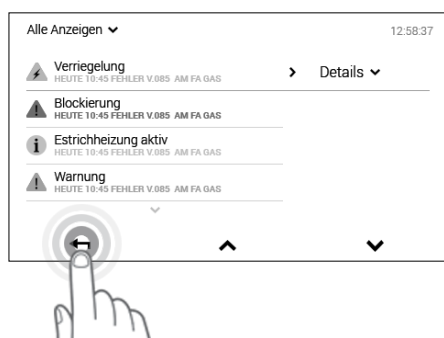 Alle Anzeigen
12:58:37
Verriegelung
HEUTE 10:45 FEHLER V.085 AM FA GAS
Details
Blockierung
HEUTE 10:45 FEHLER V.085 AM FA GAS
Estrichheizung aktiv
HEUTE 10:45 FEHLER V.085 AM FA GAS
Warnung
HEUTE 10:45 FEHLER V.085 AM FA GAS